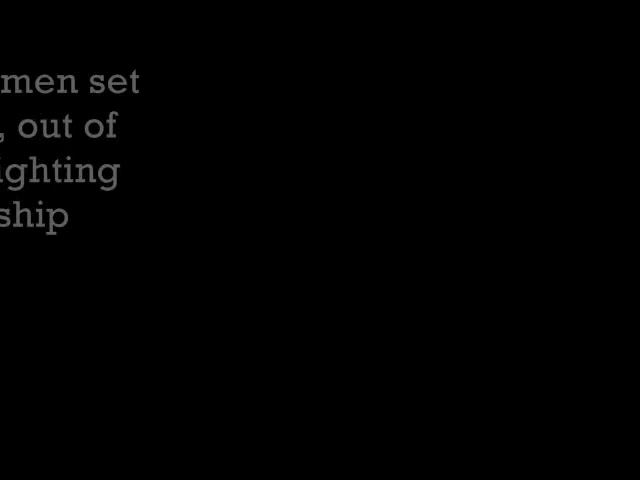 men set
, out of
ighting
ship